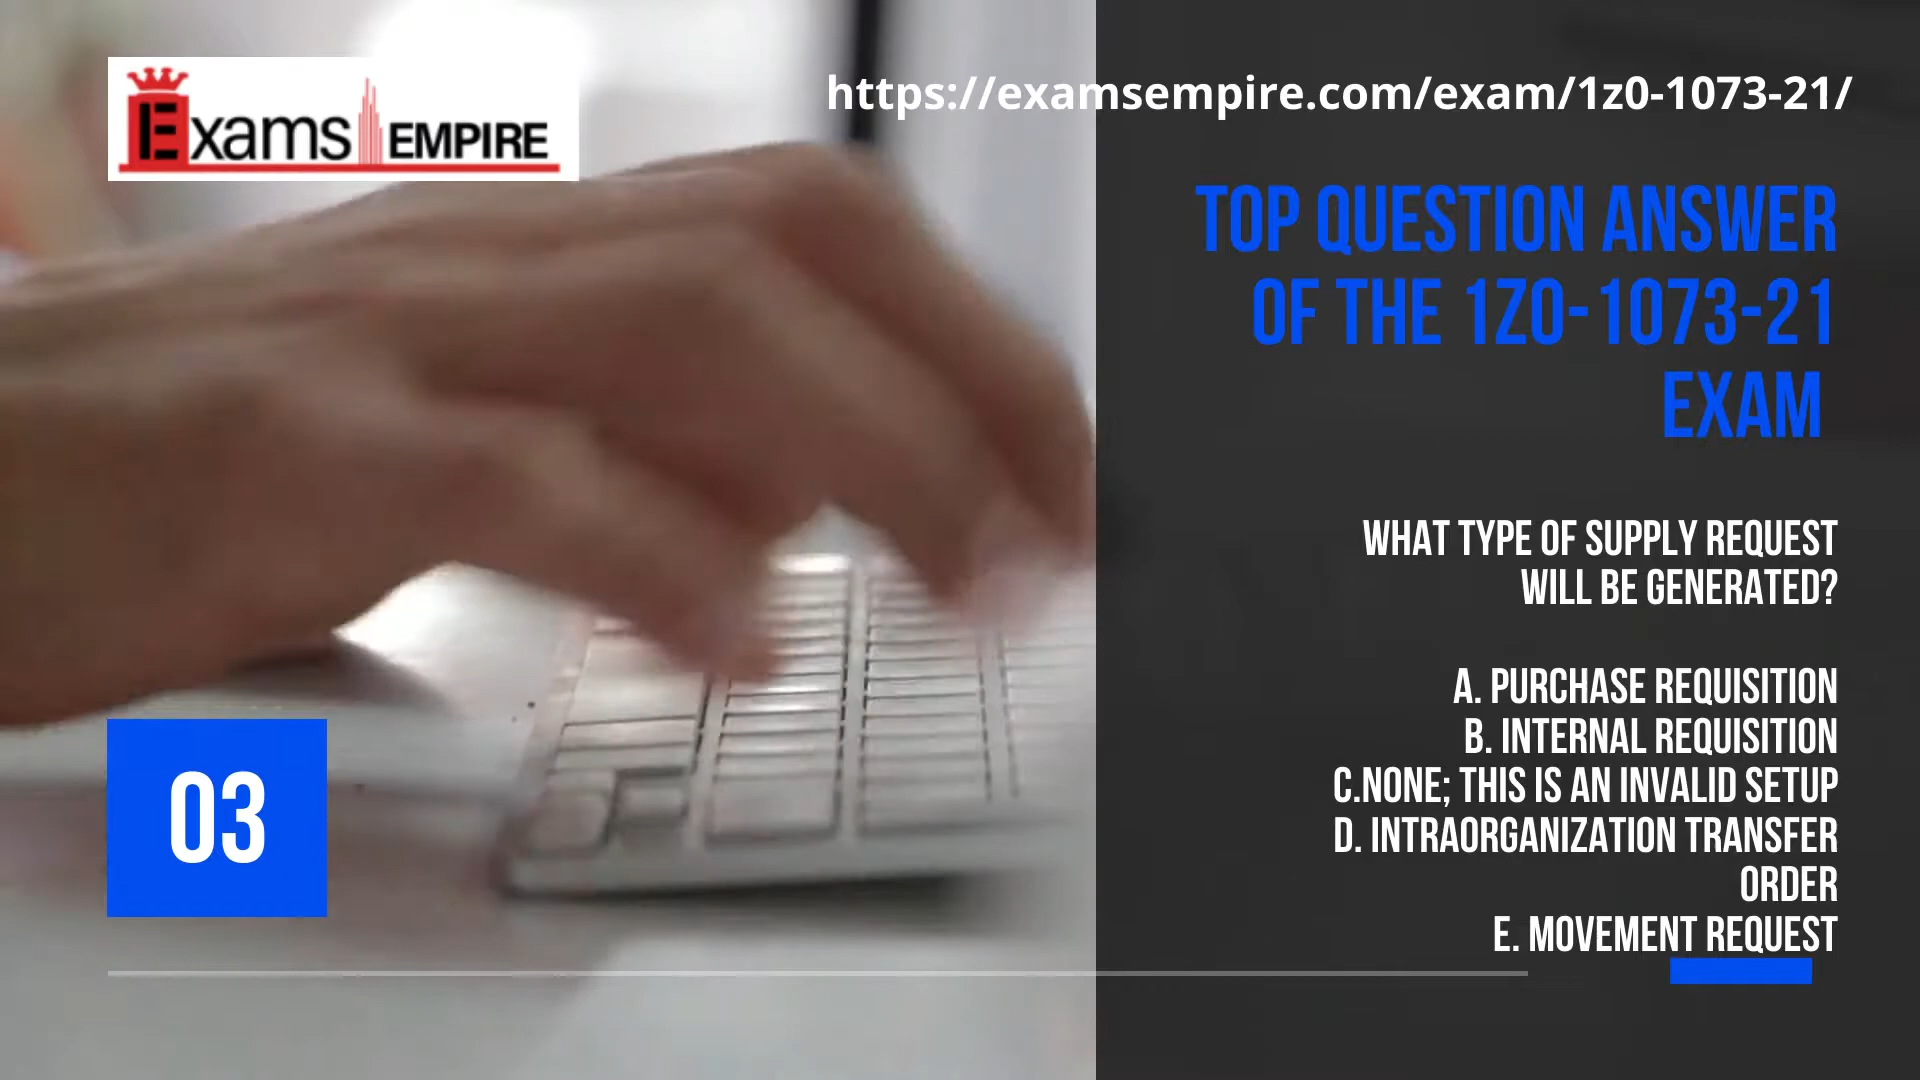 Exams EMPIRE
https://examsempire.com/exam/1z0-1073-21/
TOP QUESTION ANSWER
OF THE 1Z0-1073-21
EXAM
WHAT TYPE OF SUPPLY REQUEST
WILL BE GENERATED?
A. PURCHASE REQUISITION
B. INTERNAL REQUISITION
C.NONE; THIS IS AN INVALID SETUP
D. INTRAORGANIZATION TRANSFER
ORDER
E. MOVEMENT REQUEST
03